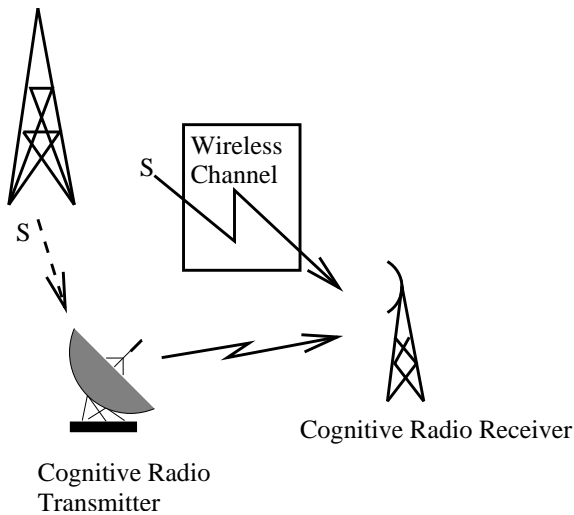 Wireless
Channel
S
S
Cognitive Radio Receiver
Cognitive Radio
Transmitter